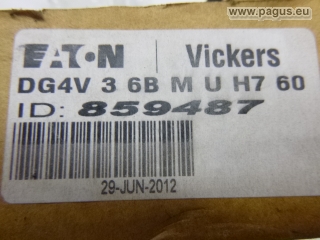 www.pagus.eu
EATON | Vickers
DG4V 3 6B M U H7 60
ID: 859487
29-JUN-2012